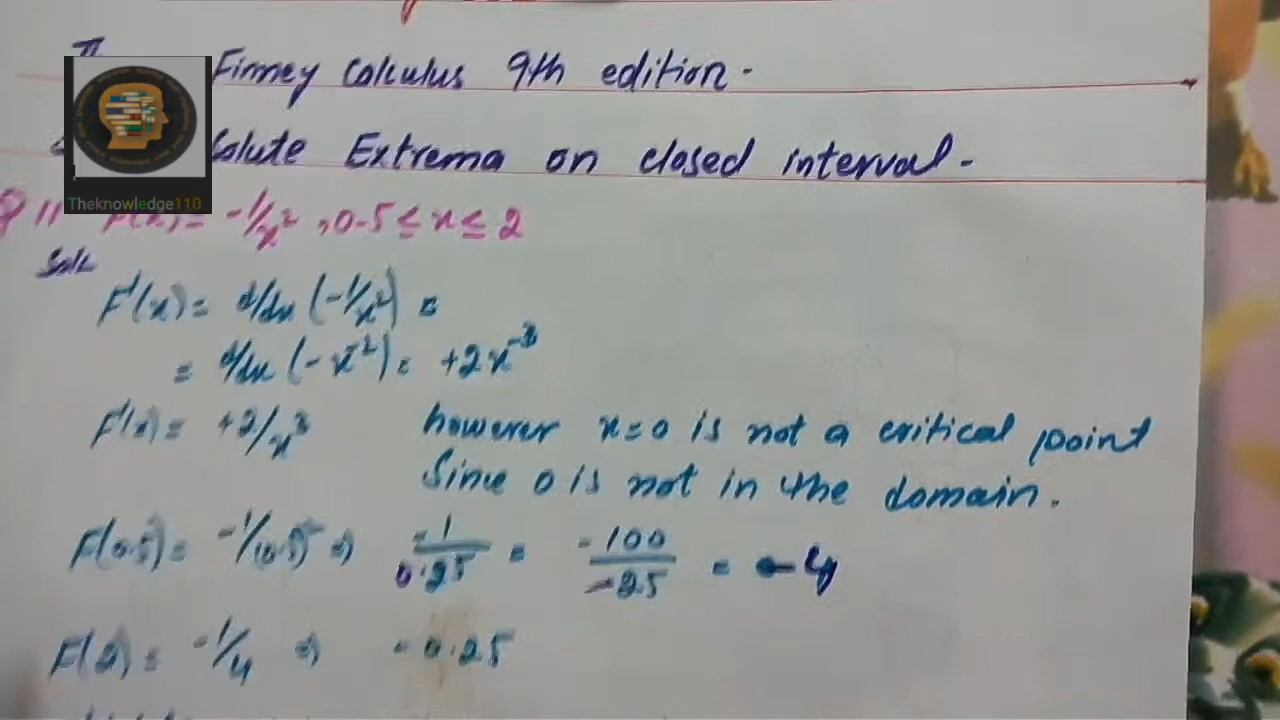 Finney Calculus 9th edition.
solute Extrema on closed interval.
Theknowledge110
Q 11 F(x) = -1/x², 0.5 ≤ x ≤ 2
Sol:
F'(x) = d/dx (-1/x²) =
= d/dx (-x⁻²) = +2x⁻³
F'(x) = +2/x³ however x=0 is not a critical point
Since 0 is not in the domain.
F(0.5) = -1/(0.5)² ⇒ -1/0.25 = -100/-25 = -4
F(2) = -1/4 ⇒ -0.25